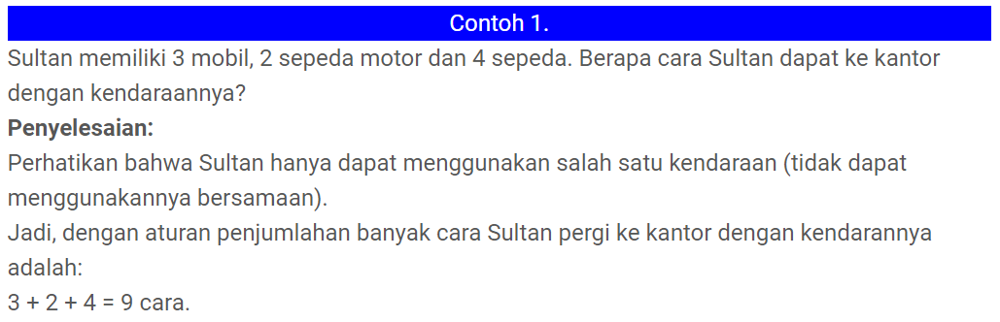 Contoh 1.
Sultan memiliki 3 mobil, 2 sepeda motor dan 4 sepeda. Berapa cara Sultan dapat ke kantor
dengan kendaraannya?
Penyelesaian:
Perhatikan bahwa Sultan hanya dapat menggunakan salah satu kendaraan (tidak dapat
menggunakannya bersamaan).
Jadi, dengan aturan penjumlahan banyak cara Sultan pergi ke kantor dengan kendarannya
adalah:
3 + 2 + 4 = 9 cara.